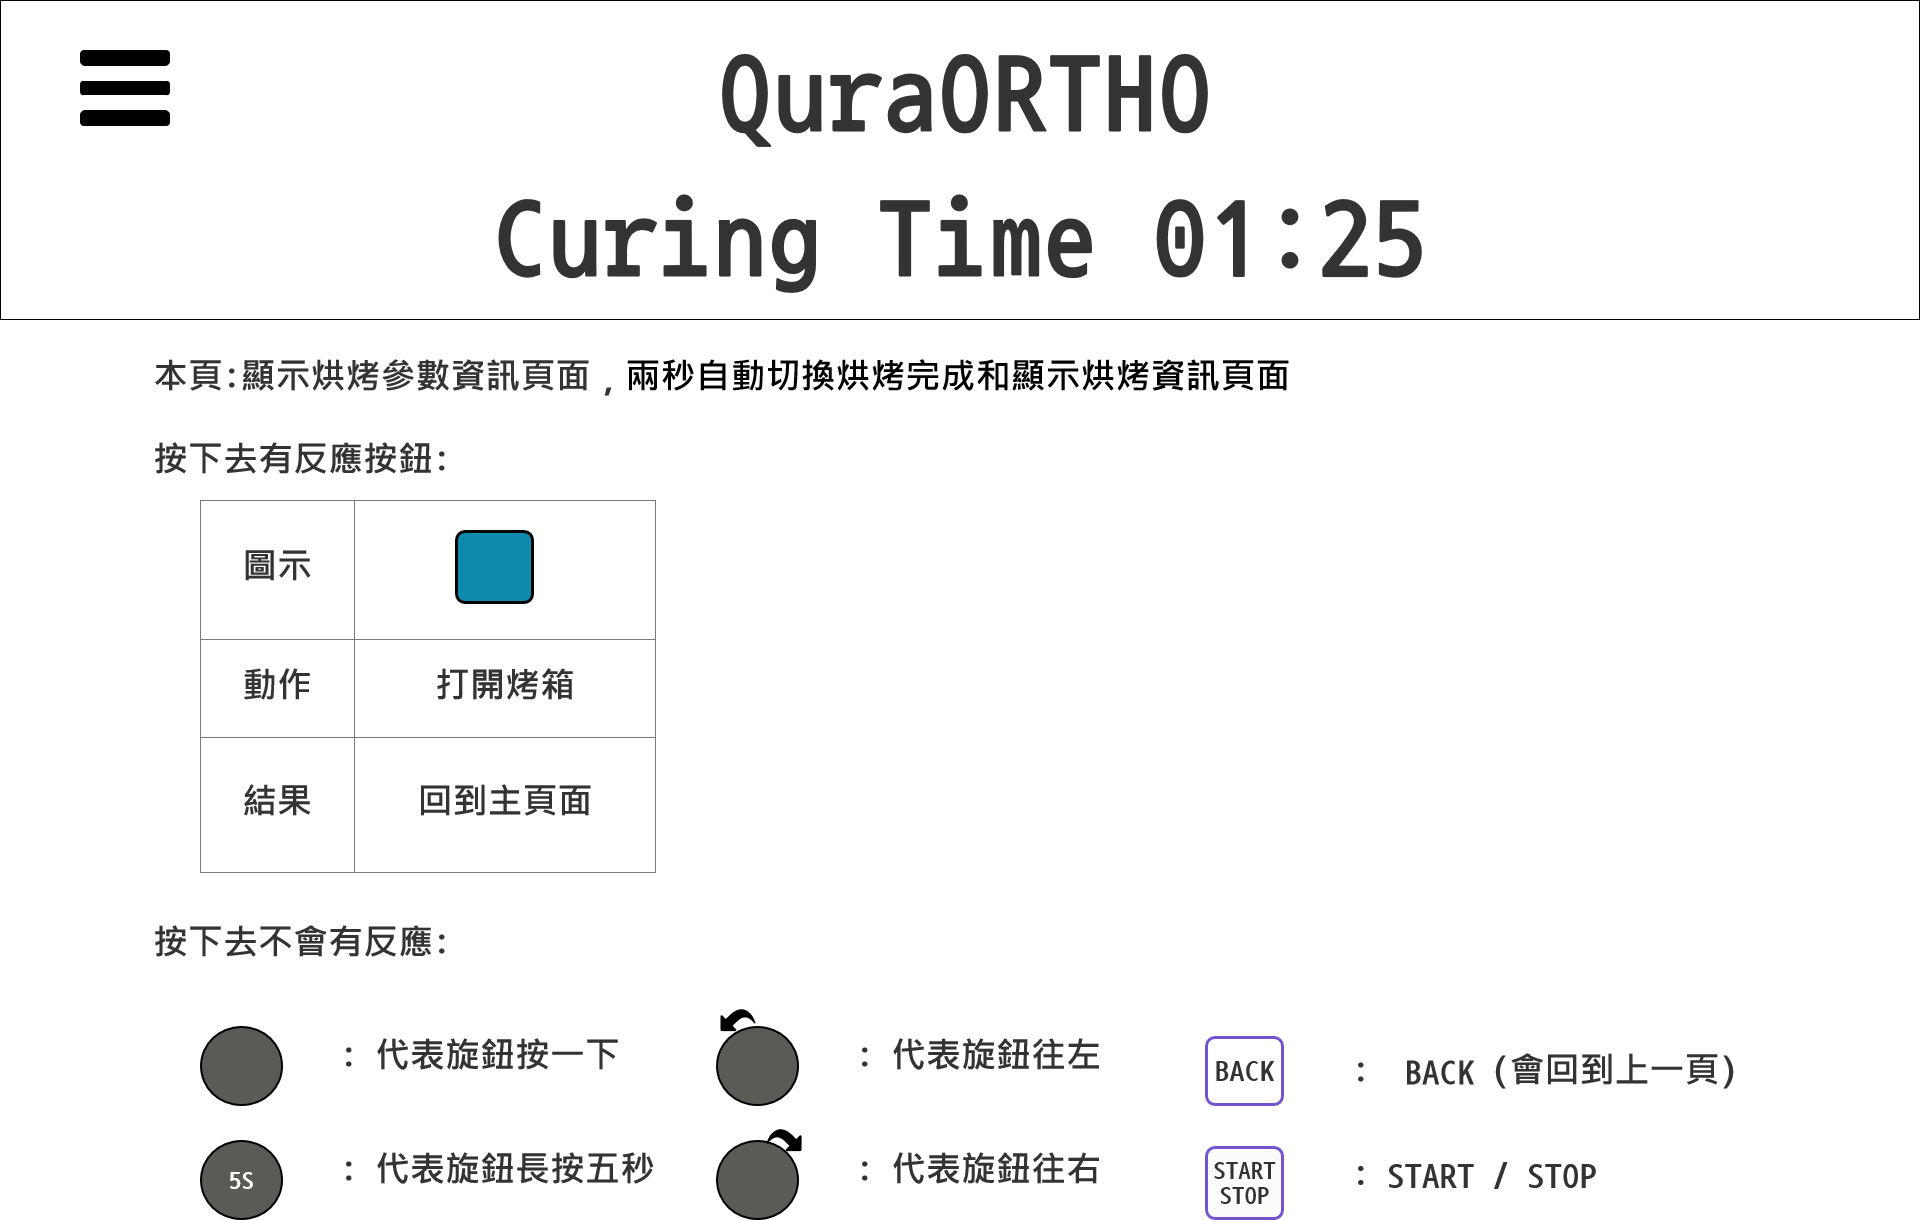 QuraORTHO
Curing Time 01:25
本頁:顯示烘烤參數資訊頁面,兩秒自動切換烘烤完成和顯示烘烤資訊頁面
按下去有反應按鈕:
圖示
動作 打開烤箱
結果 回到主頁面
按下去不會有反應:
: 代表旋鈕按一下
: 代表旋鈕往左
BACK : BACK (會回到上一頁)
5S : 代表旋鈕長按五秒
: 代表旋鈕往右
START
STOP
: START / STOP